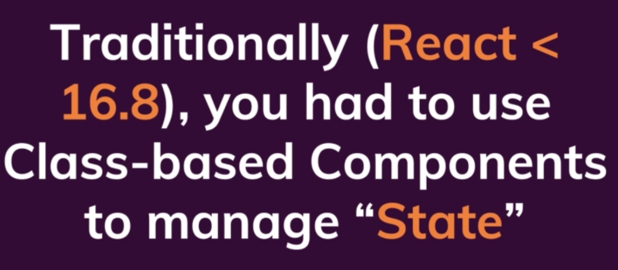 Traditionally (React <
16.8), you had to use
Class-based Components
to manage “State”